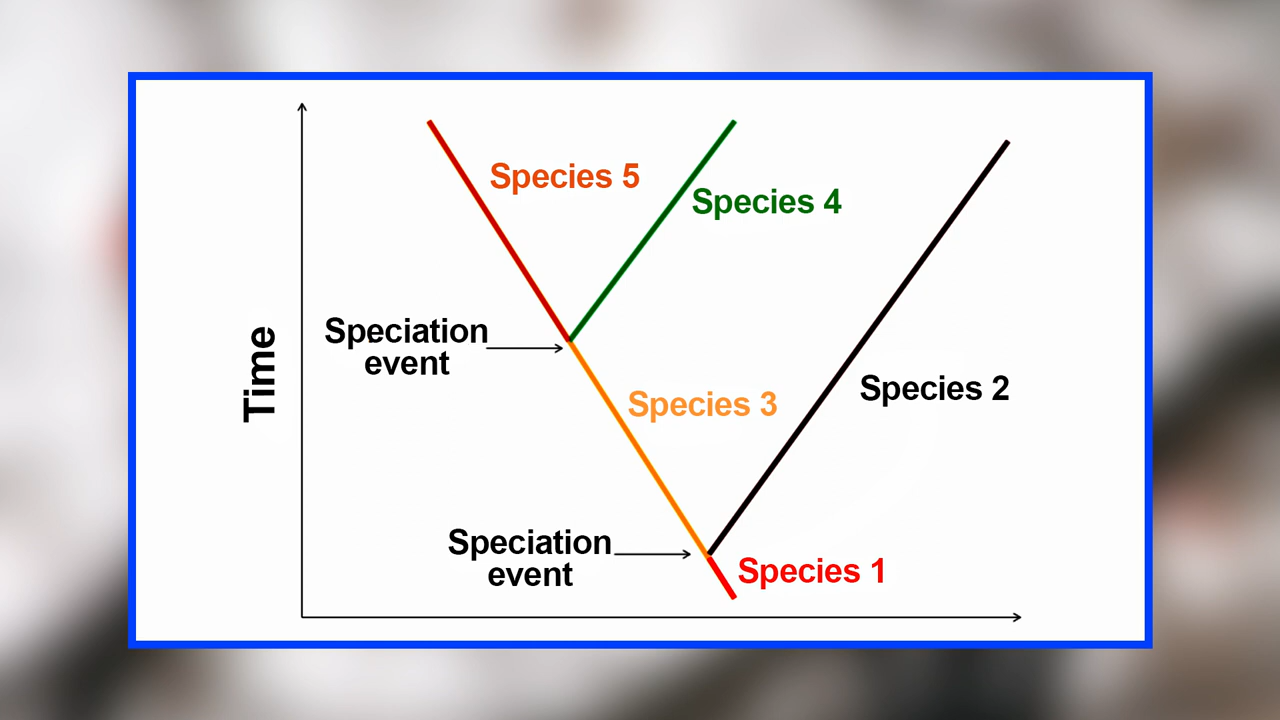 Species 5
Species 4
Speciation
event
Time
Species 3
Species 2
Speciation
event
Species 1